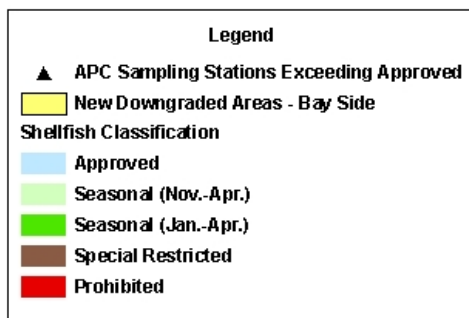 Legend
APC Sampling Stations Exceeding Approved
New Downgraded Areas - Bay Side
Shellfish Classification
Approved
Seasonal (Nov.-Apr.)
Seasonal (Jan.-Apr.)
Special Restricted
Prohibited